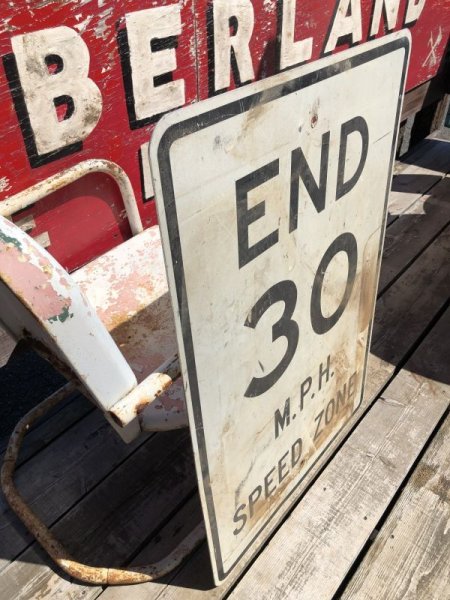 BERLAND
END
30
M.P.H.
SPEED ZONE